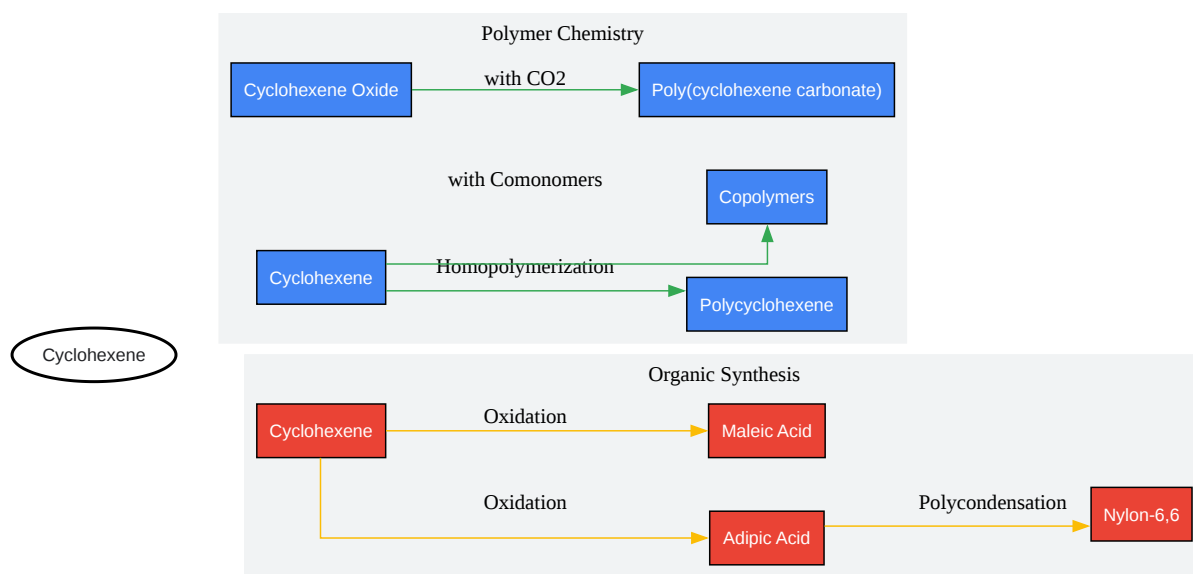 Polymer Chemistry
Cyclohexene Oxide
with CO2
Poly(cyclohexene carbonate)
with Comonomers
Copolymers
Cyclohexene
Homopolymerization
Polycyclohexene
Cyclohexene
Organic Synthesis
Cyclohexene
Oxidation
Maleic Acid
Oxidation
Adipic Acid
Polycondensation
Nylon-6,6